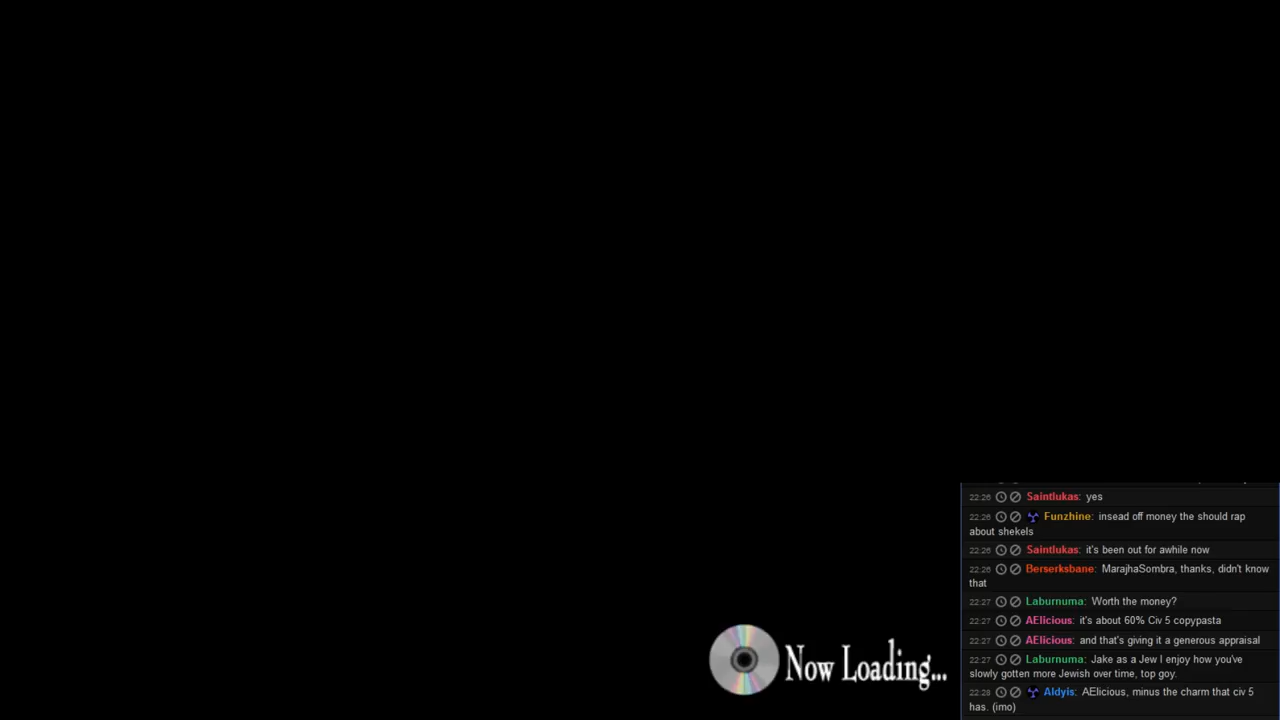 22:26 Saintlukas: yes
22:26 Funzhine: insead off money the should rap
about shekels
22:26 Saintlukas: it's been out for awhile now
22:26 Berserksbane: MarajhaSombra, thanks, didn't know
that
22:27 Laburnuma: Worth the money?
22:27 AElicious: it's about 60% Civ 5 copypasta
22:27 AElicious: and that's giving it a generous appraisal
22:27 Laburnuma: Jake as a Jew I enjoy how you've
slowly gotten more Jewish over time, top goy.
22:28 Aldyis: AElicious, minus the charm that civ 5
has. (imo)
Now Loading...